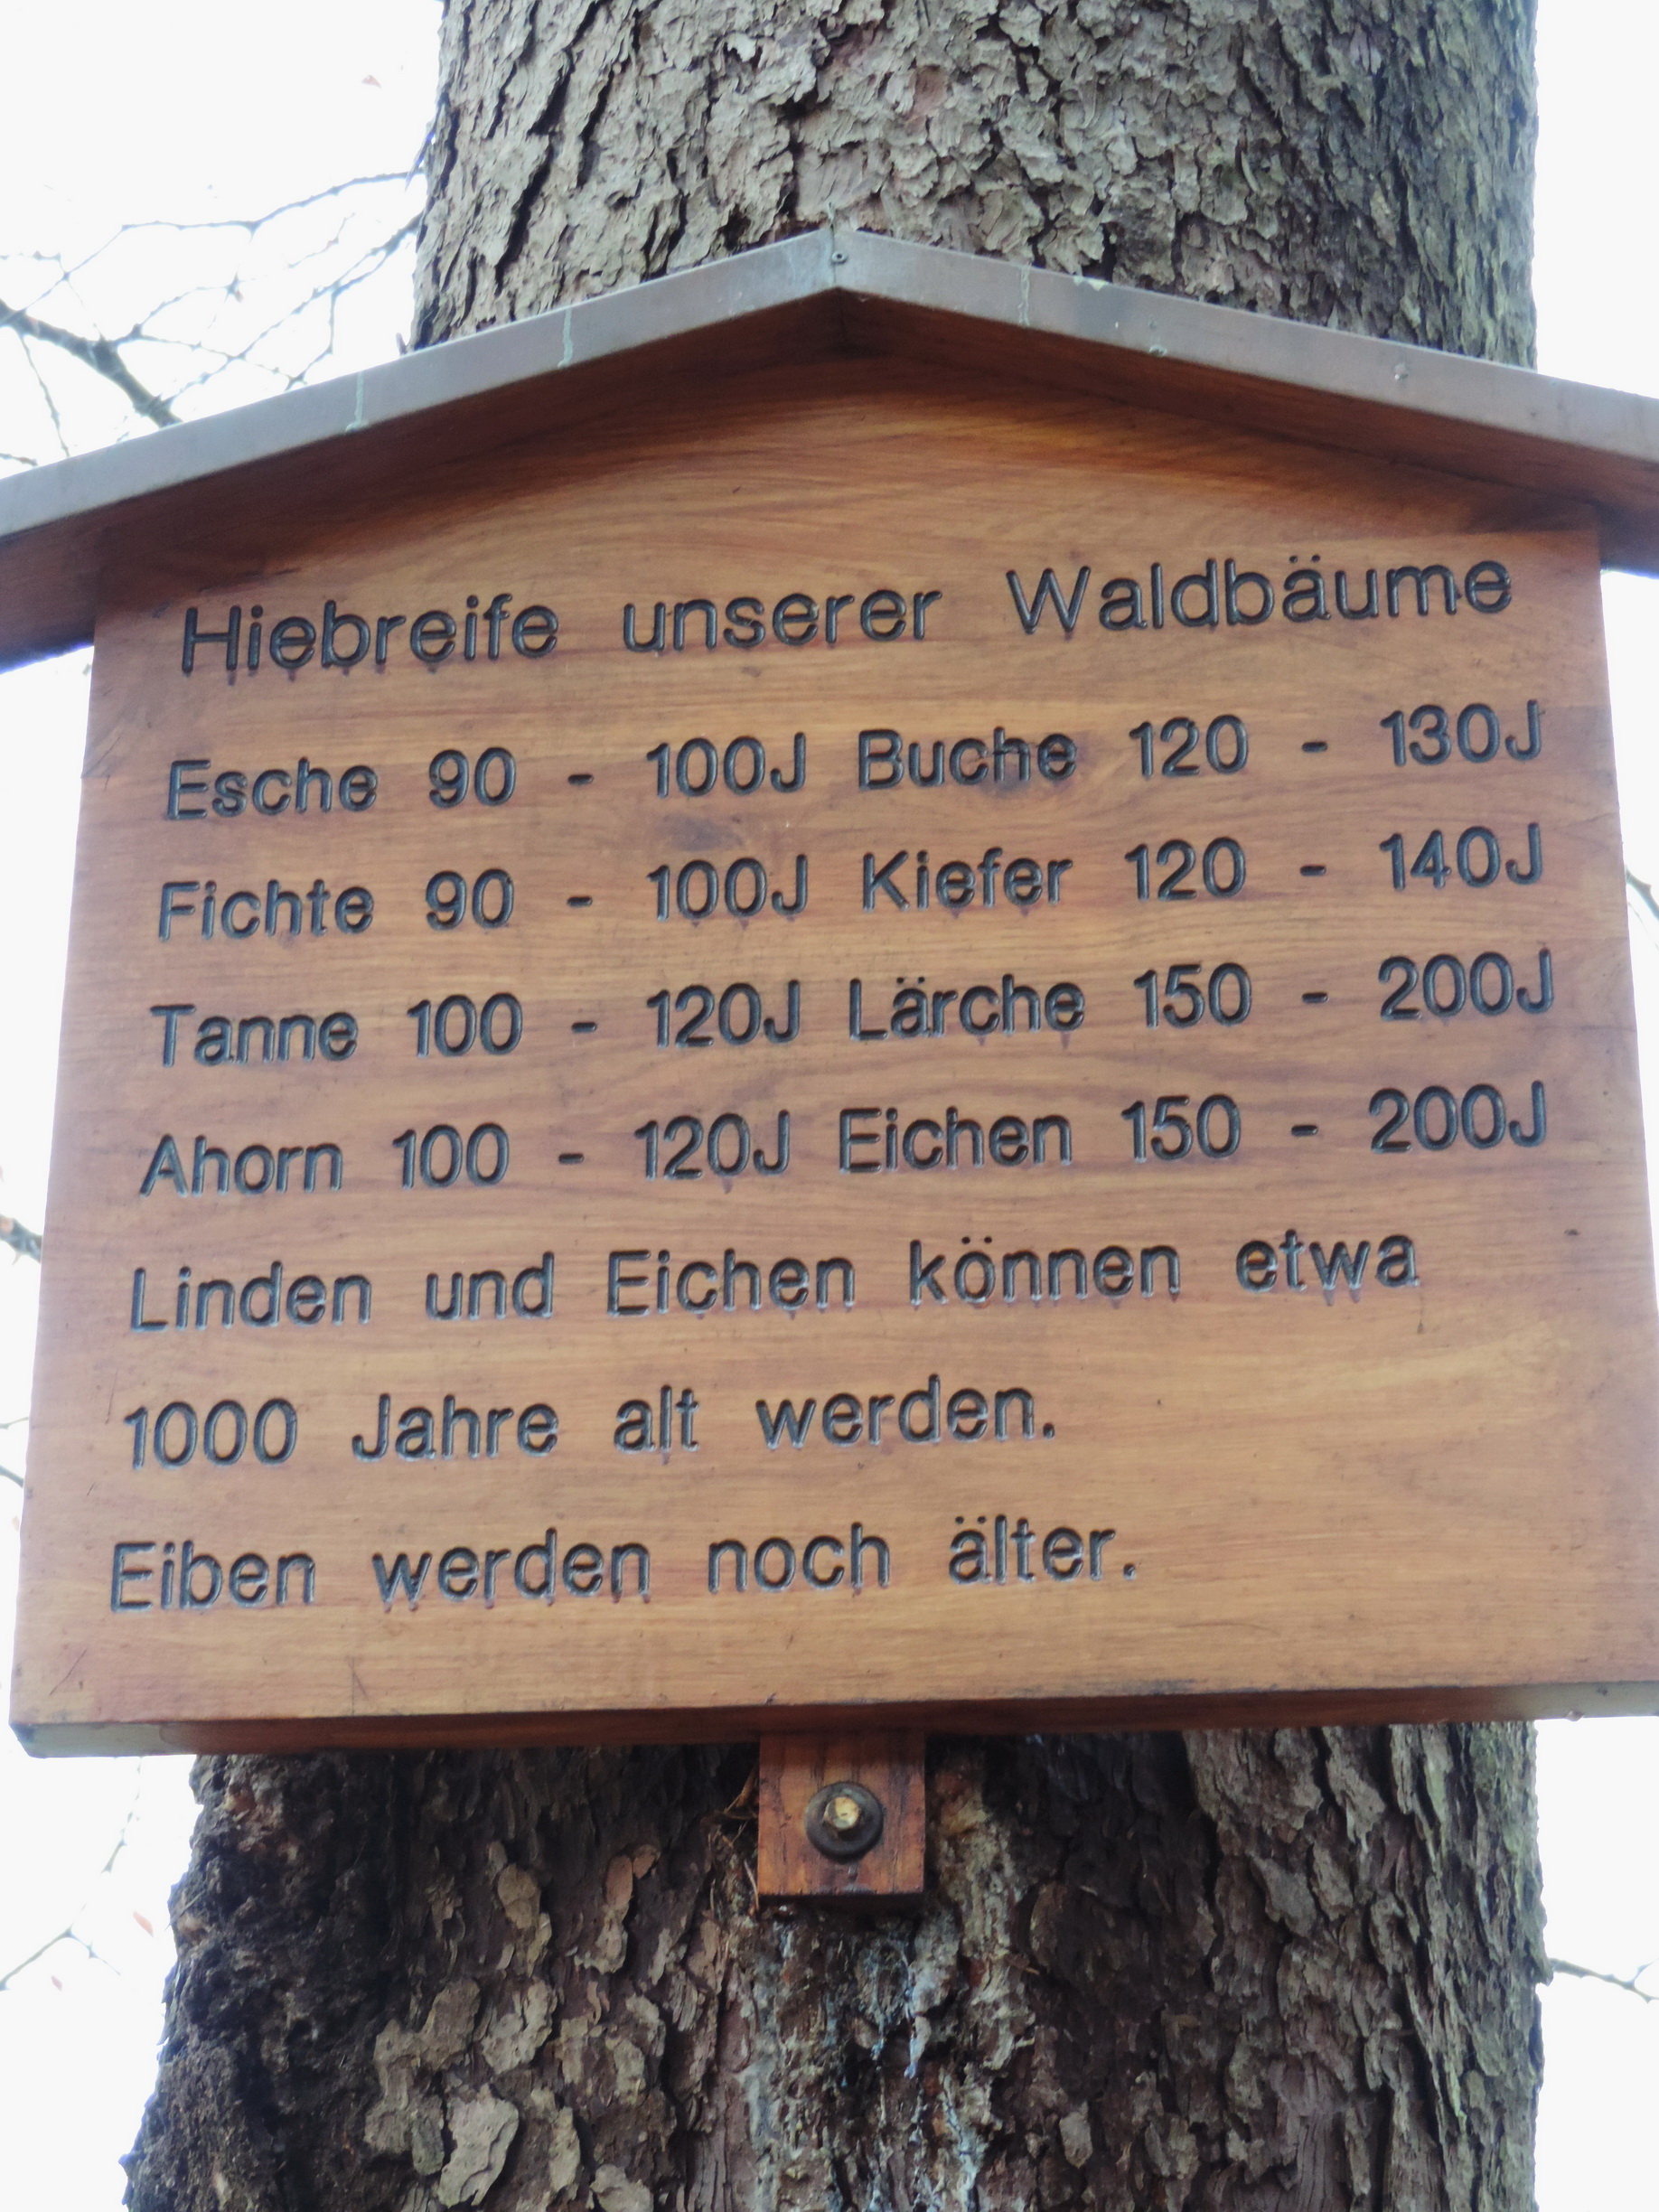 Hiebreife unserer Waldbäume
Esche 90 - 100J Buche 120 - 130J
Fichte 90 - 100J Kiefer 120 - 140J
Tanne 100 - 120J Lärche 150 - 200J
Ahorn 100 - 120J Eichen 150 - 200J
Linden und Eichen können etwa
1000 Jahre alt werden.
Eiben werden noch älter.